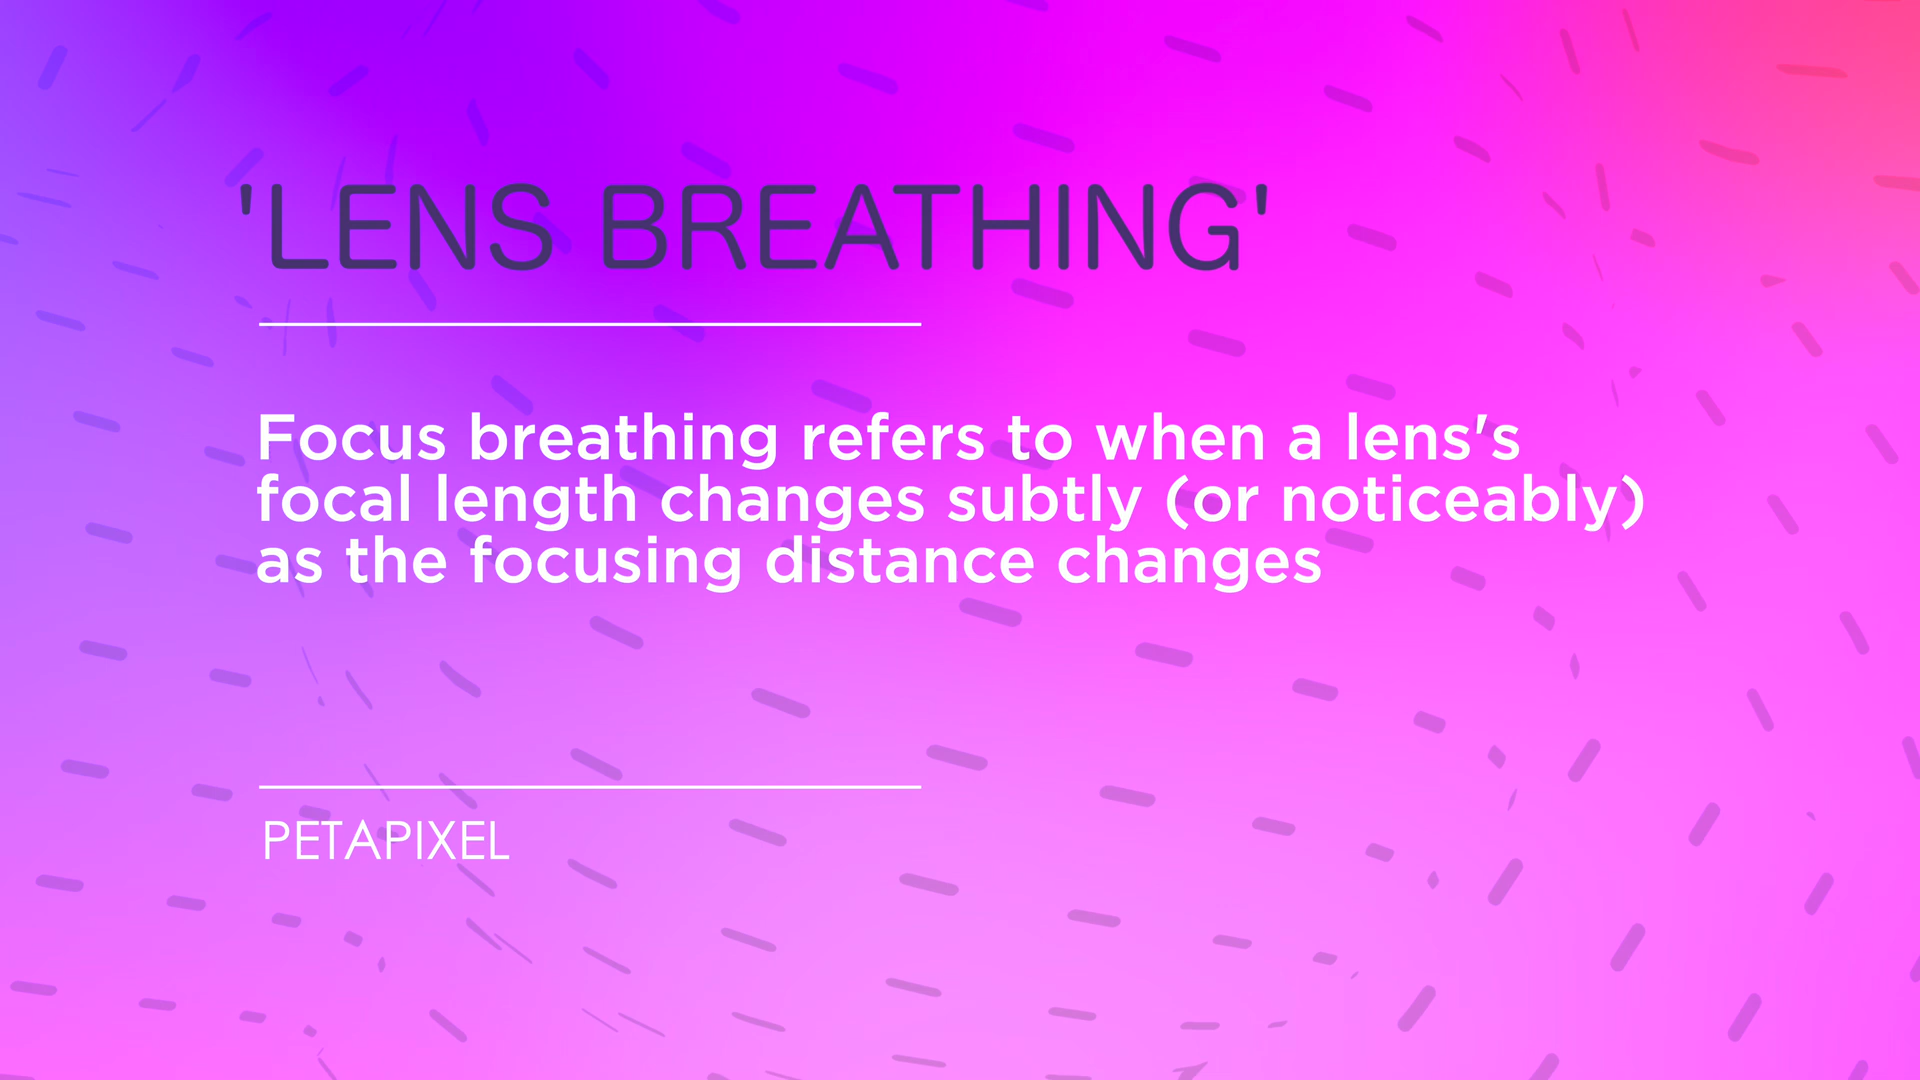 'LENS BREATHING'
Focus breathing refers to when a lens's
focal length changes subtly (or noticeably)
as the focusing distance changes
PETAPIXEL